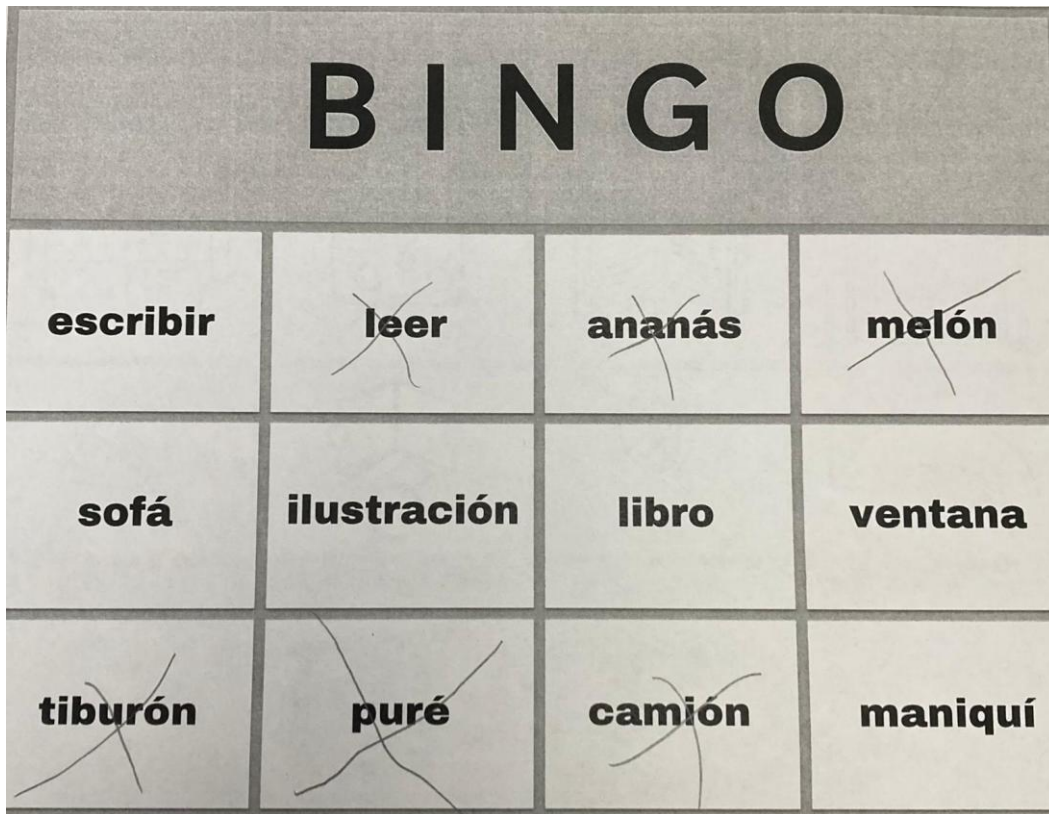 BINGO
escribir leer ananás melón
sofá ilustración libro ventana
tiburón puré camión maniquí